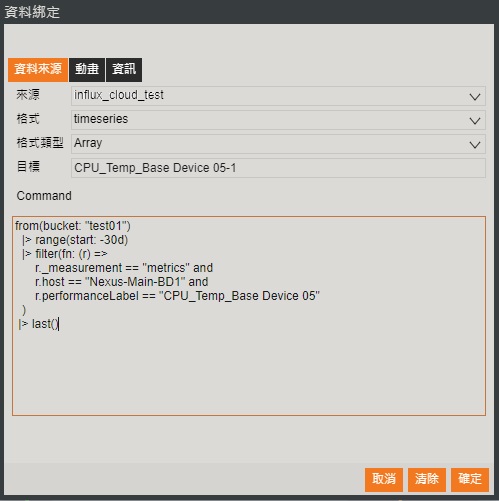 資料綁定
資料來源 動畫 資訊
來源 influx_cloud_test
格式 timeseries
格式類型 Array
目標 CPU_Temp_Base Device 05-1
Command
from(bucket: "test01")
|> range(start: -30d)
|> filter(fn: (r) =>
r._measurement == "metrics" and
r.host == "Nexus-Main-BD1" and
r.performanceLabel == "CPU_Temp_Base Device 05"
)
|> last()
取消 清除 確定